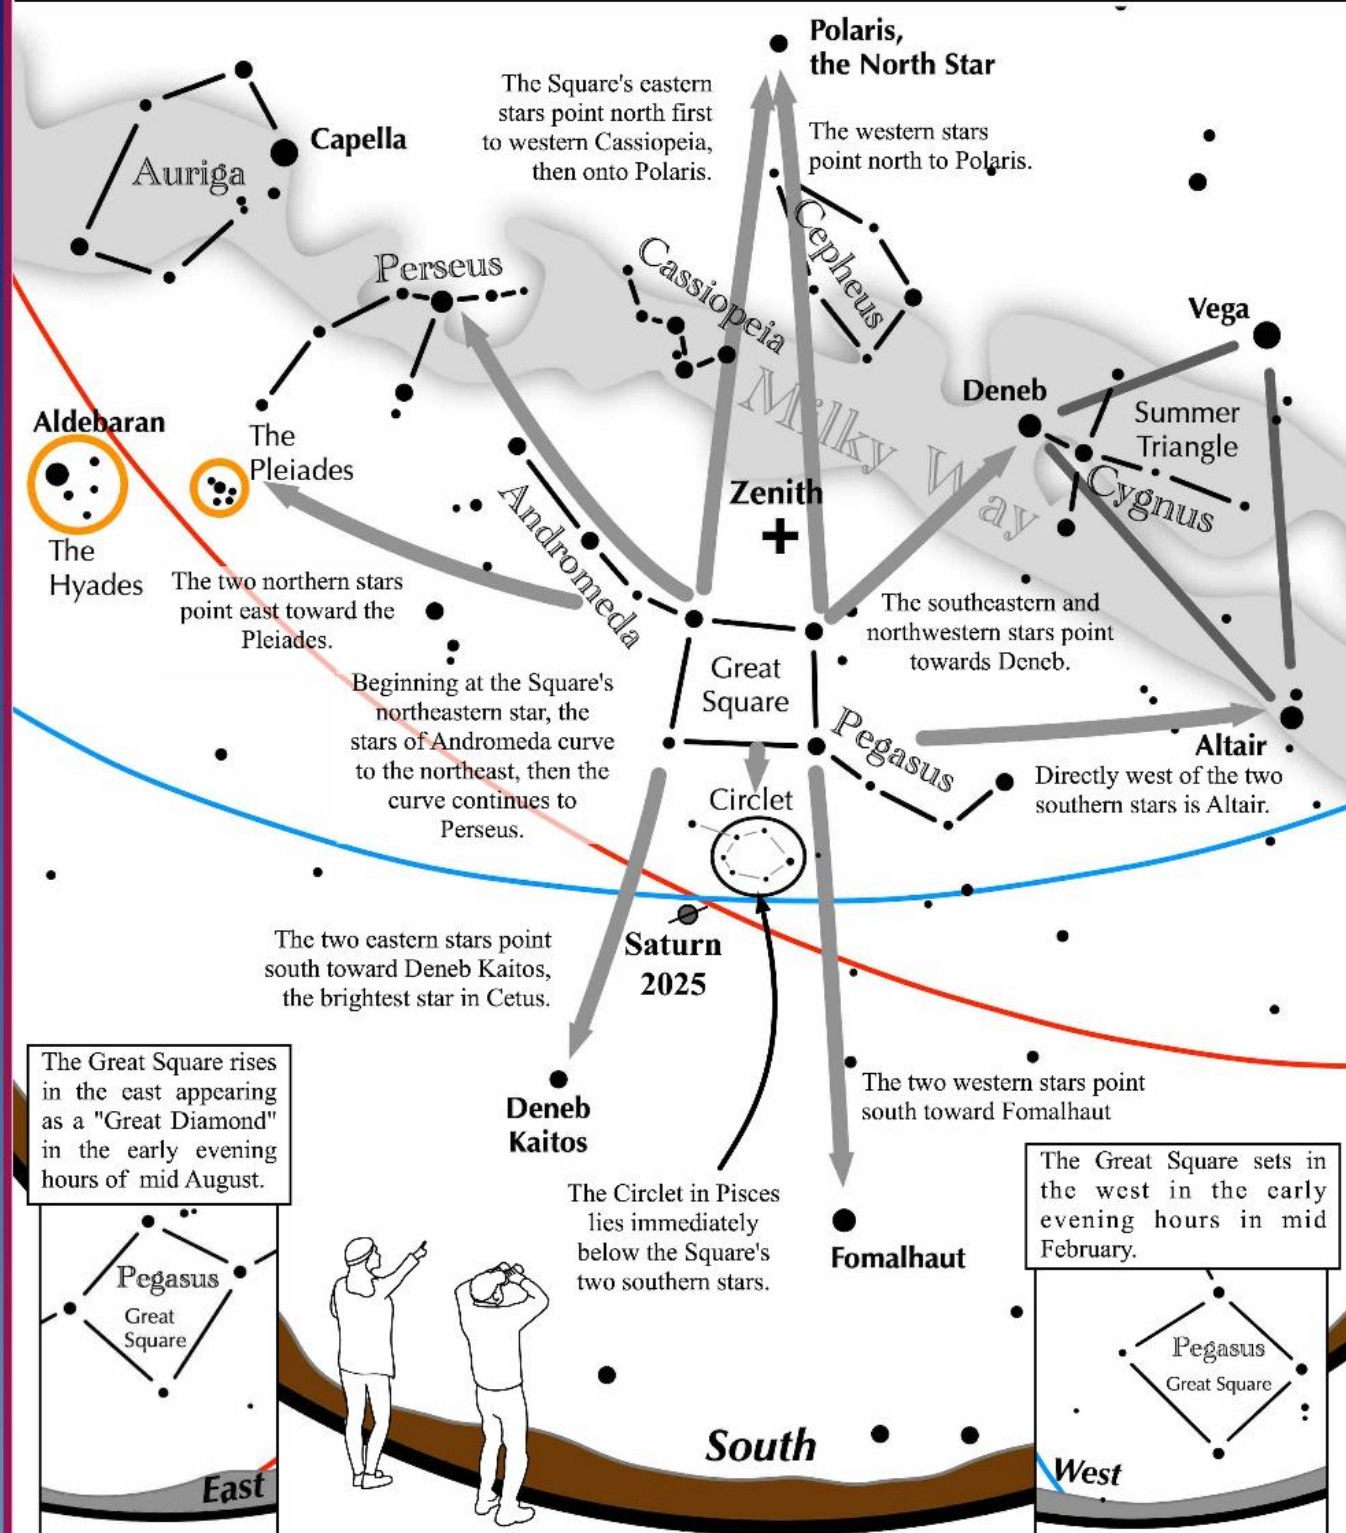 Polaris,
the North Star
The Square's eastern
stars point north first
to western Cassiopeia,
then onto Polaris.
The western stars
point north to Polaris.
Capella
Auriga
Perseus
Cassiopeia
Cepheus
Vega
Deneb
Summer
Triangle
Cygnus
Milky Way
Aldebaran
The
Pleiades
The
Hyades
Andromeda
Zenith
The two northern stars
point east toward the
Pleiades.
The southeastern and
northwestern stars point
towards Deneb.
Great
Square
Pegasus
Beginning at the Square's
northeastern star, the
stars of Andromeda curve
to the northeast, then the
curve continues to
Perseus.
Altair
Directly west of the two
southern stars is Altair.
Circlet
Saturn
2025
The two eastern stars point
south toward Deneb Kaitos,
the brightest star in Cetus.
Deneb
Kaitos
The two western stars point
south toward Fomalhaut
The Circlet in Pisces
lies immediately
below the Square's
two southern stars.
Fomalhaut
The Great Square rises
in the east appearing
as a "Great Diamond"
in the early evening
hours of mid August.
Pegasus
Great
Square
East
South
The Great Square sets in
the west in the early
evening hours in mid
February.
Pegasus
Great Square
West